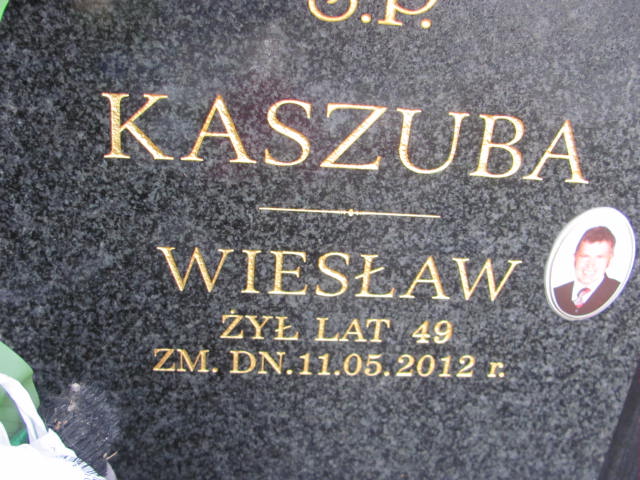 Ś.P.
KASZUBA
WIESŁAW
ŻYŁ LAT 49
ZM. DN. 11.05.2012 r.